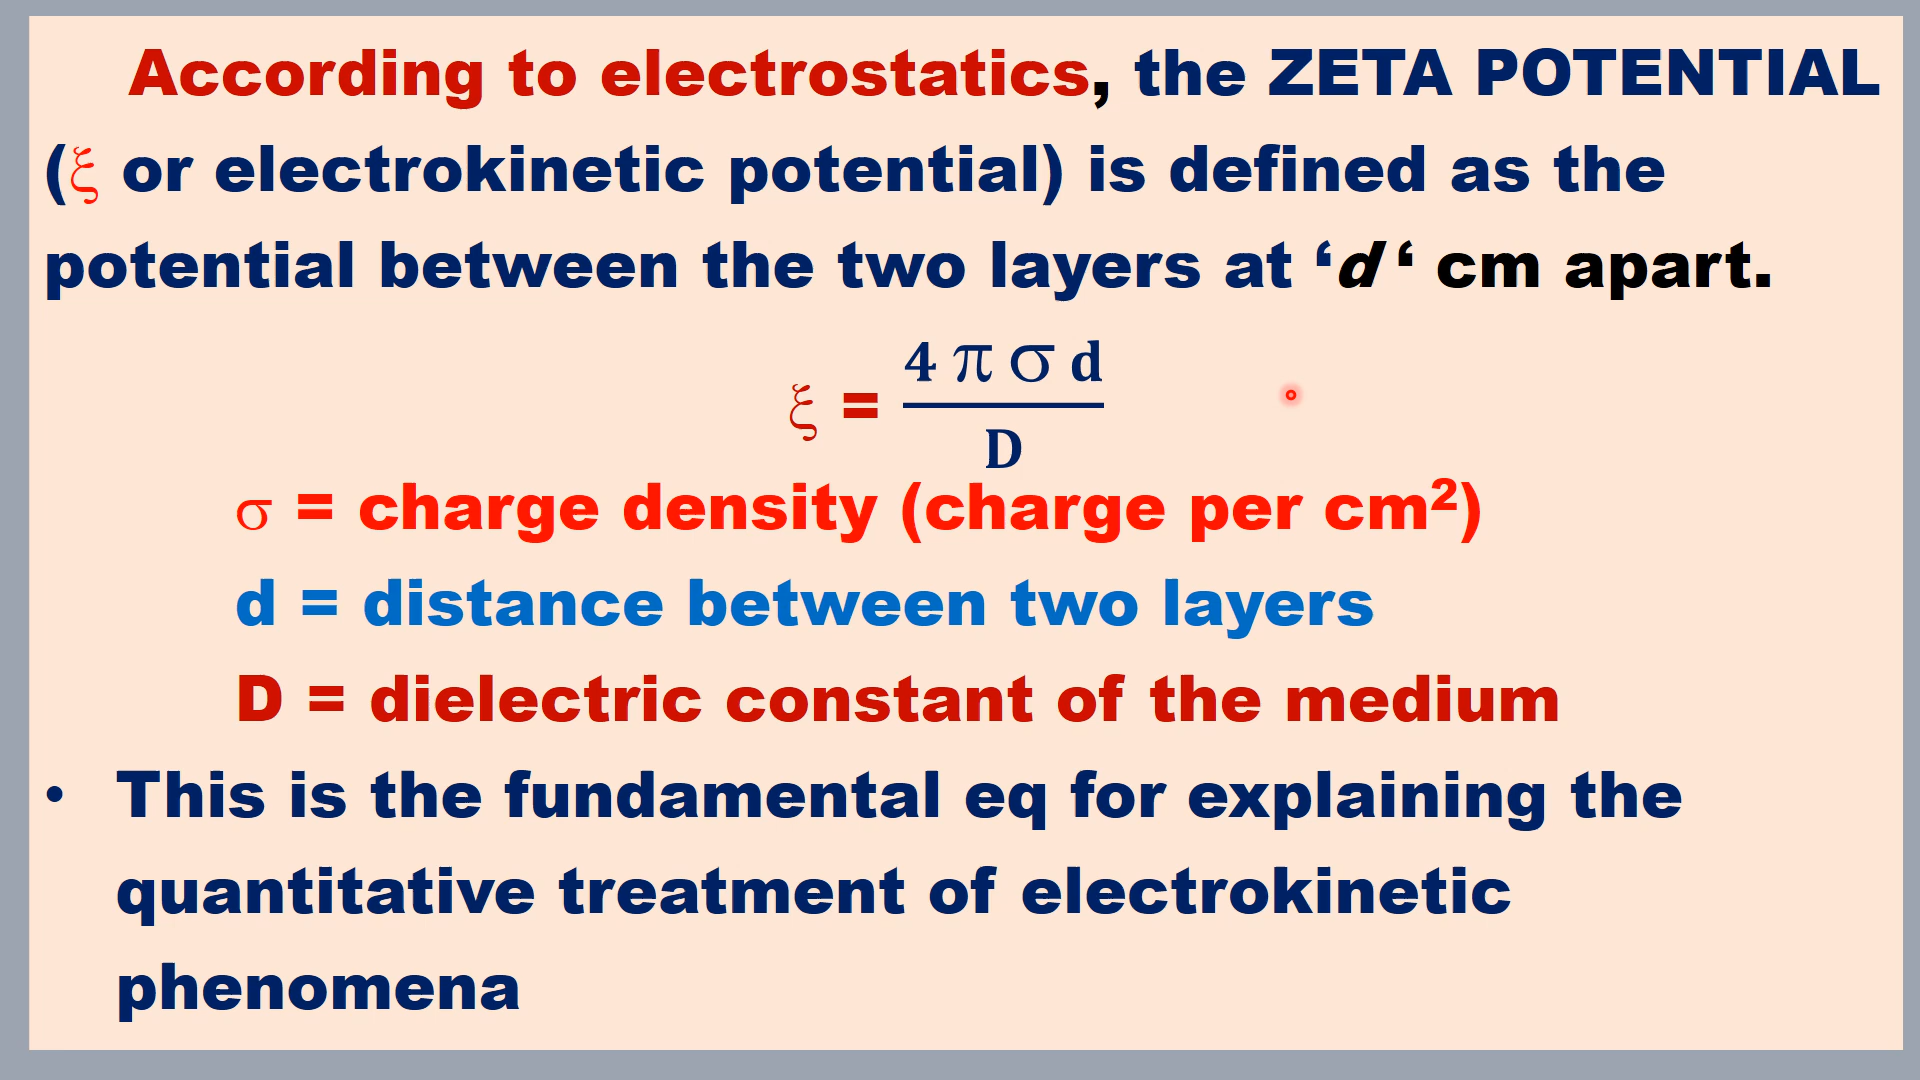 According to electrostatics, the ZETA POTENTIAL
(ξ or electrokinetic potential) is defined as the
potential between the two layers at ‘d ‘ cm apart.
ξ = 4 π σ d / D
σ = charge density (charge per cm²)
d = distance between two layers
D = dielectric constant of the medium
• This is the fundamental eq for explaining the
quantitative treatment of electrokinetic
phenomena